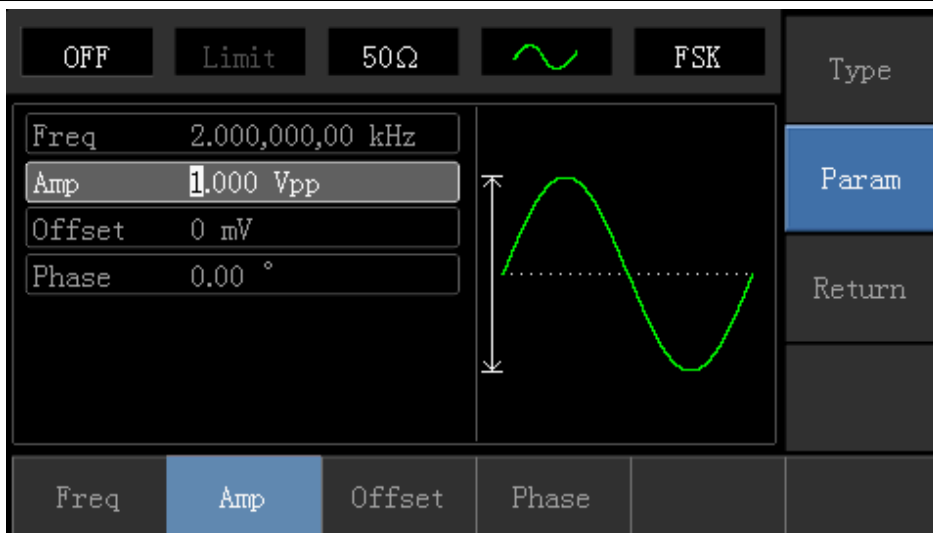 OFF Limit 50Ω FSK
Type
Freq 2.000,000,00 kHz
Amp 1.000 Vpp
Param
Offset 0 mV
Phase 0.00 °
Return
Freq Amp Offset Phase